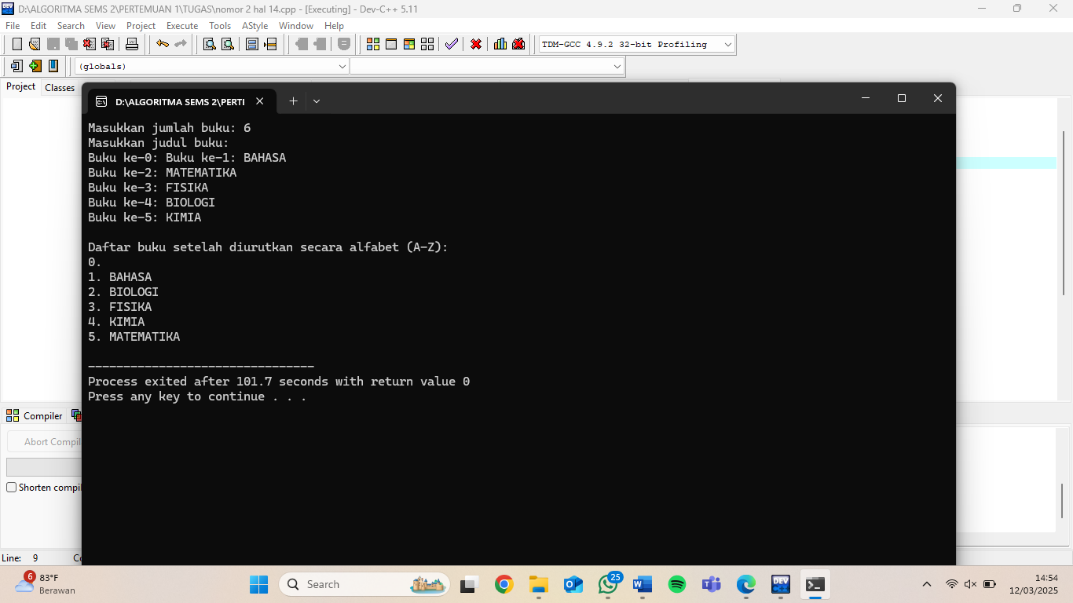 D:\ALGORITMA SEMS 2\PERTEMUAN 1\TUGAS\nomor 2 hal 14.cpp - [Executing] - Dev-C++ 5.11
File Edit Search View Project Execute Tools AStyle Window Help
TDM-GCC 4.9.2 32-bit Profiling
(globals)
Project Classes
D:\ALGORITMA SEMS 2\PERTI
Masukkan jumlah buku: 6
Masukkan judul buku:
Buku ke-0: Buku ke-1: BAHASA
Buku ke-2: MATEMATIKA
Buku ke-3: FISIKA
Buku ke-4: BIOLOGI
Buku ke-5: KIMIA
Daftar buku setelah diurutkan secara alfabet (A-Z):
0.
1. BAHASA
2. BIOLOGI
3. FISIKA
4. KIMIA
5. MATEMATIKA
--------------------------------
Process exited after 101.7 seconds with return value 0
Press any key to continue . . .
Compiler
Abort Compil
Shorten compil
Line: 9 Co
6
83°F
Berawan
Search
25
DEV
14:54
12/03/2025